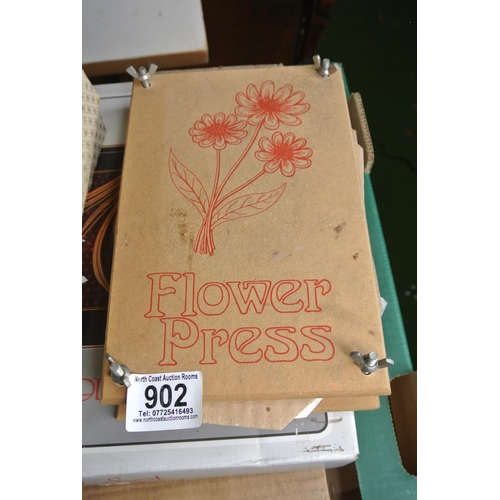 Flower
Press
North Coast Auction Rooms
902
Tel: 07725416493
www.northcoastauctionrooms.com